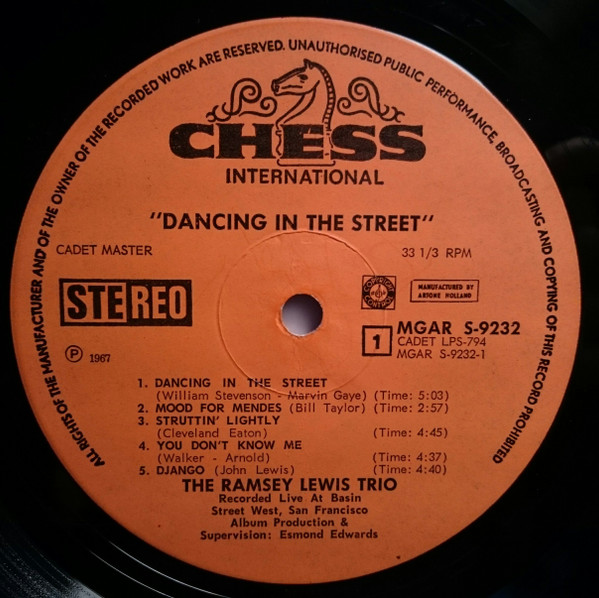 ALL RIGHTS OF THE MANUFACTURER AND OF THE OWNER OF THE RECORDED WORK ARE RESERVED. UNAUTHORISED PUBLIC PERFORMANCE, BROADCASTING AND COPYING OF THIS RECORD PROHIBITED
CHESS
INTERNATIONAL
"DANCING IN THE STREET"
CADET MASTER
33 1/3 RPM
STEREO
MANUFACTURED BY
ARTONE HOLLAND
1
MGAR S-9232
CADET LPS-794
MGAR S-9232-1
Ⓟ 1967
1. DANCING IN THE STREET
(William Stevenson - Marvin Gaye) (Time: 5:03)
2. MOOD FOR MENDES (Bill Taylor) (Time: 2:57)
3. STRUTTIN' LIGHTLY
(Cleveland Eaton) (Time: 4:45)
4. YOU DON'T KNOW ME
(Walker - Arnold) (Time: 4:37)
5. DJANGO (John Lewis) (Time: 4:40)
THE RAMSEY LEWIS TRIO
Recorded Live At Basin
Street West, San Francisco
Album Production &
Supervision: Esmond Edwards